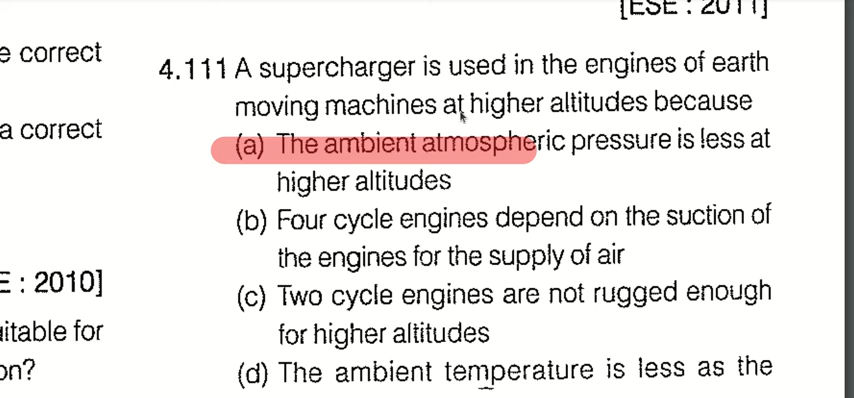 [ESE : 2011]
e correct
a correct
E : 2010]
uitable for
on?
4.111 A supercharger is used in the engines of earth
moving machines at higher altitudes because
(a) The ambient atmospheric pressure is less at
higher altitudes
(b) Four cycle engines depend on the suction of
the engines for the supply of air
(c) Two cycle engines are not rugged enough
for higher altitudes
(d) The ambient temperature is less as the